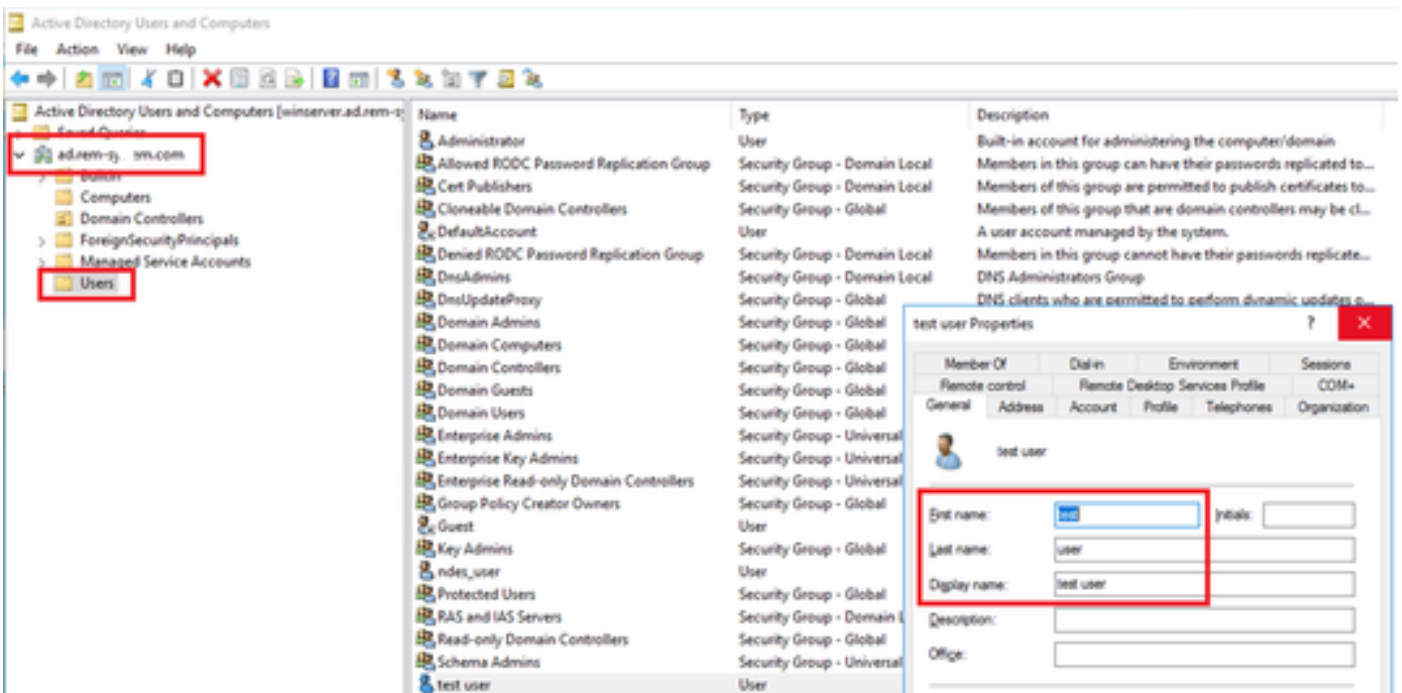 Active Directory Users and Computers
File Action View Help
Active Directory Users and Computers [winserver.ad.rem-sy
Saved Queries
ad.rem-sy em.com
Builtin
Computers
Domain Controllers
ForeignSecurityPrincipals
Managed Service Accounts
Users
Name Type Description
Administrator User Built-in account for administering the computer/domain
Allowed RODC Password Replication Group Security Group - Domain Local Members in this group can have their passwords replicated to...
Cert Publishers Security Group - Domain Local Members of this group are permitted to publish certificates to...
Cloneable Domain Controllers Security Group - Global Members of this group that are domain controllers may be cl...
DefaultAccount User A user account managed by the system.
Denied RODC Password Replication Group Security Group - Domain Local Members in this group cannot have their passwords replicate...
DnsAdmins Security Group - Domain Local DNS Administrators Group
DnsUpdateProxy Security Group - Global DNS clients who are permitted to perform dynamic updates o...
Domain Admins Security Group - Global
Domain Computers Security Group - Global
Domain Controllers Security Group - Global
Domain Guests Security Group - Global
Domain Users Security Group - Global
Enterprise Admins Security Group - Universal
Enterprise Key Admins Security Group - Universal
Enterprise Read-only Domain Controllers Security Group - Universal
Group Policy Creator Owners Security Group - Global
Guest User
Key Admins Security Group - Global
ndes_user User
Protected Users Security Group - Global
RAS and IAS Servers Security Group - Domain L
Read-only Domain Controllers Security Group - Global
Schema Admins Security Group - Universal
test user User
test user Properties ?
Member Of Dial-in Environment Sessions
Remote control Remote Desktop Services Profile COM+
General Address Account Profile Telephones Organization
test user
First name: test Initials:
Last name: user
Display name: test user
Description:
Office: